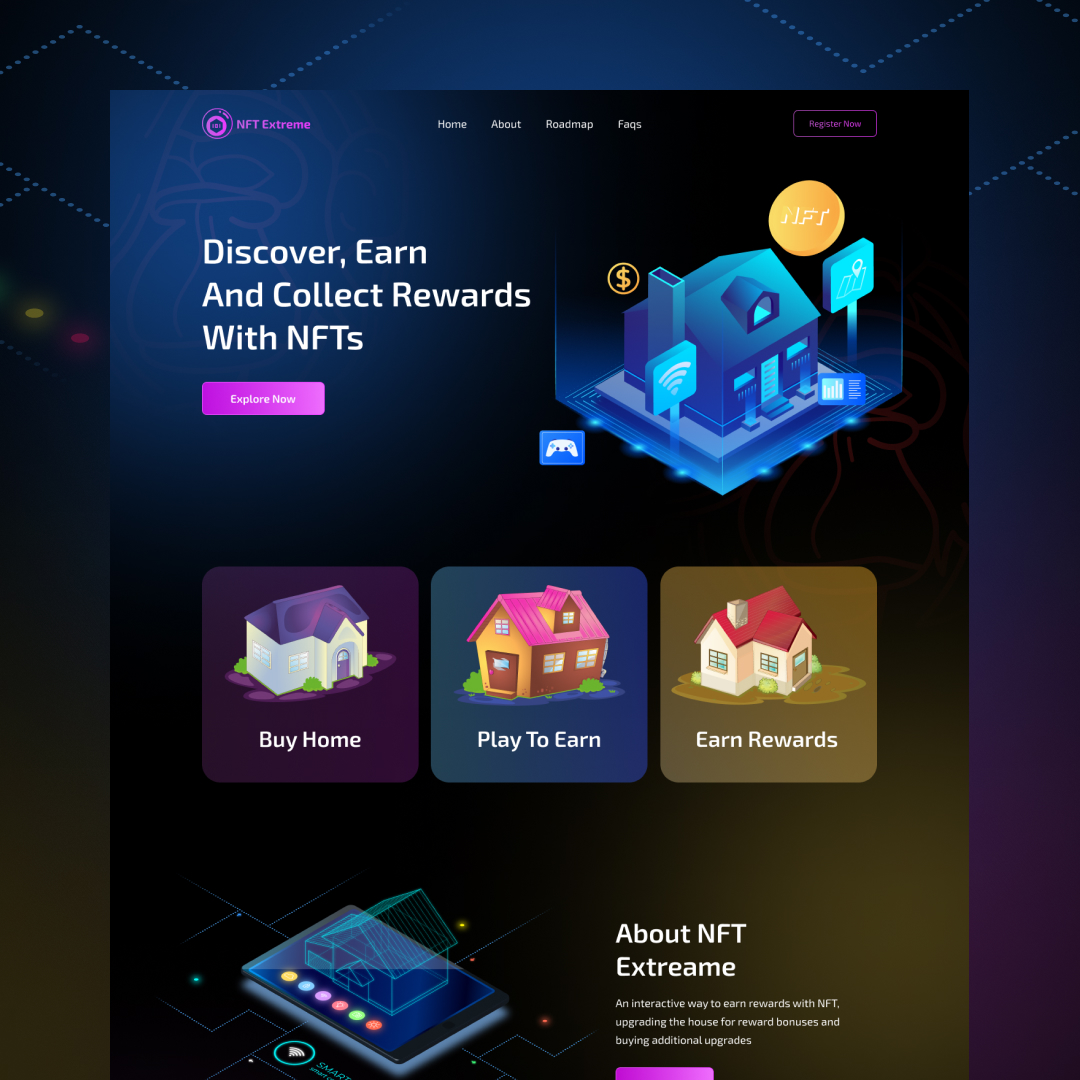 NFT Extreme
Home About Roadmap Faqs
Register Now
Discover, Earn
And Collect Rewards
With NFTs
Explore Now
NFT
$
Buy Home
Play To Earn
Earn Rewards
About NFT
Extreame
An interactive way to earn rewards with NFT,
upgrading the house for reward bonuses and
buying additional upgrades
SMART